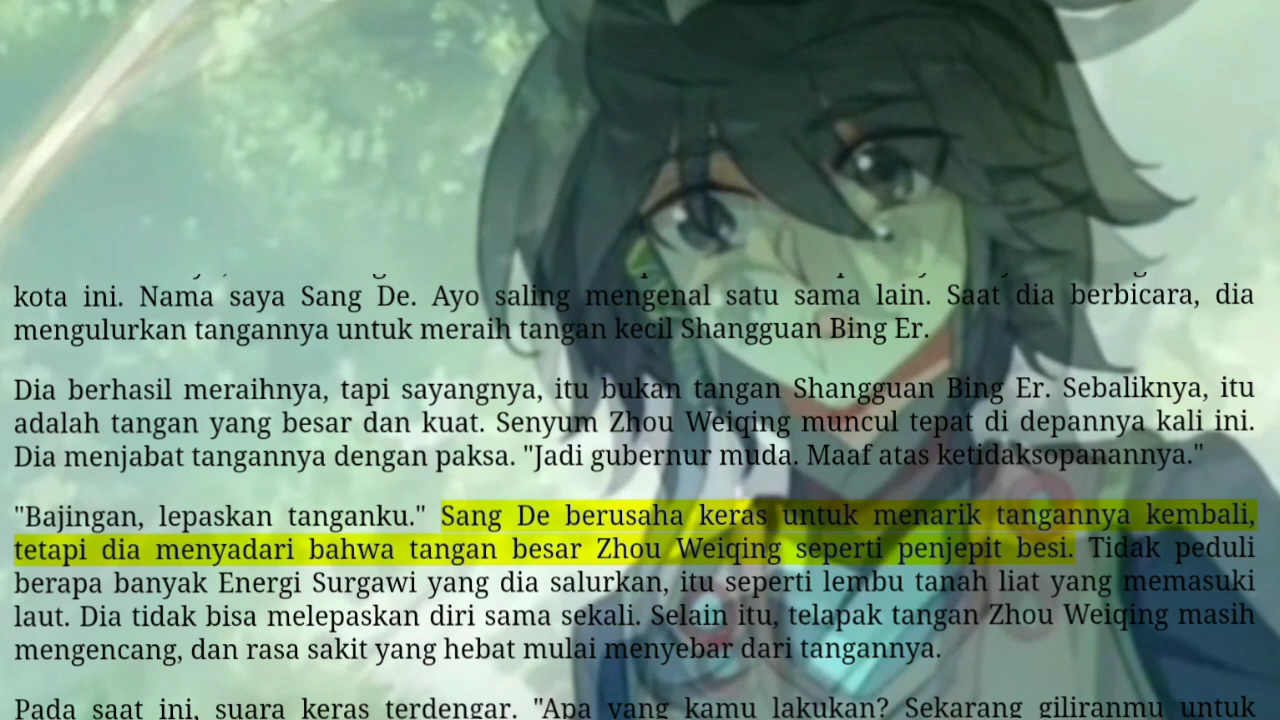 kota ini. Nama saya Sang De. Ayo saling mengenal satu sama lain. Saat dia berbicara, dia
mengulurkan tangannya untuk meraih tangan kecil Shangguan Bing Er.
Dia berhasil meraihnya, tapi sayangnya, itu bukan tangan Shangguan Bing Er. Sebaliknya, itu
adalah tangan yang besar dan kuat. Senyum Zhou Weiqing muncul tepat di depannya kali ini.
Dia menjabat tangannya dengan paksa. "Jadi gubernur muda. Maaf atas ketidaksopanannya."
"Bajingan, lepaskan tanganku." Sang De berusaha keras untuk menarik tangannya kembali,
tetapi dia menyadari bahwa tangan besar Zhou Weiqing seperti penjepit besi. Tidak peduli
berapa banyak Energi Surgawi yang dia salurkan, itu seperti lembu tanah liat yang memasuki
laut. Dia tidak bisa melepaskan diri sama sekali. Selain itu, telapak tangan Zhou Weiqing masih
mengencang, dan rasa sakit yang hebat mulai menyebar dari tangannya.
Pada saat ini, suara keras terdengar. "Apa yang kamu lakukan? Sekarang giliranmu untuk